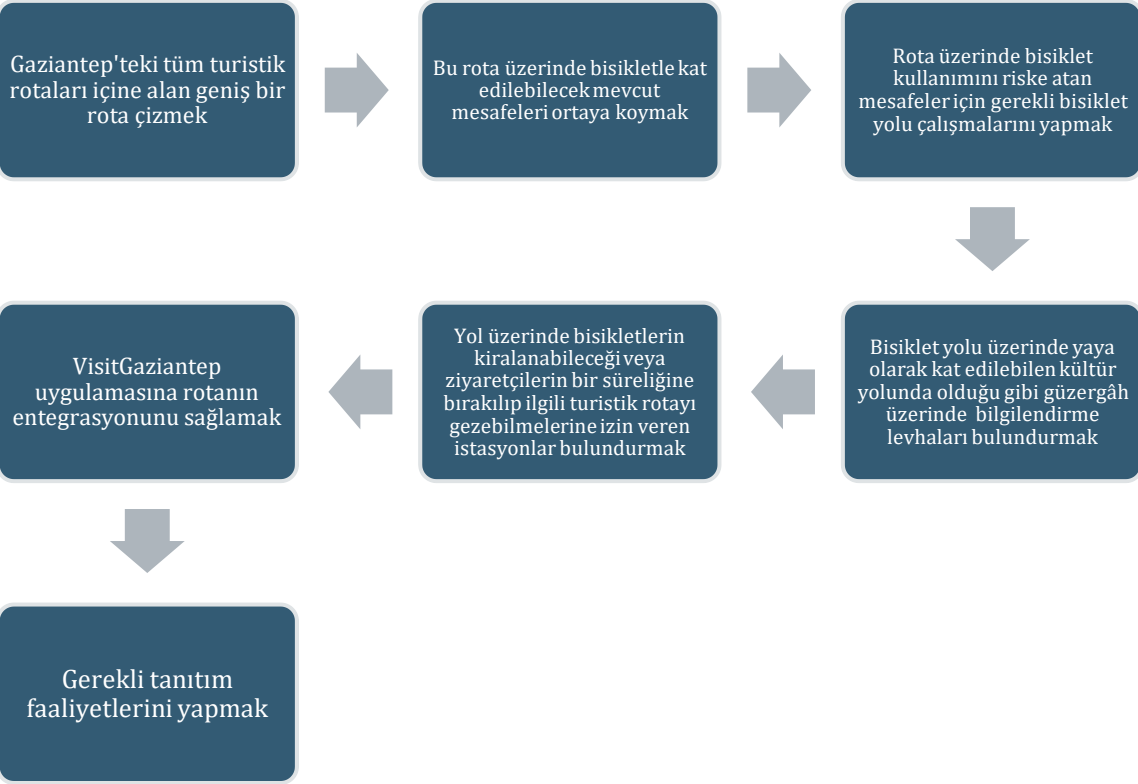 Gaziantep'teki tüm turistik
rotaları içine alan geniş bir
rota çizmek
Bu rota üzerinde bisikletle kat
edilebilecek mevcut
mesafeleri ortaya koymak
Rota üzerinde bisiklet
kullanımını riske atan
mesafeler için gerekli bisiklet
yolu çalışmalarını yapmak
Bisiklet yolu üzerinde yaya
olarak kat edilebilen kültür
yolunda olduğu gibi güzergâh
üzerinde bilgilendirme
levhaları bulundurmak
Yol üzerinde bisikletlerin
kiralanabileceği veya
ziyaretçilerin bir süreliğine
bırakılıp ilgili turistik rotayı
gezebilmelerine izin veren
istasyonlar bulundurmak
VisitGaziantep
uygulamasına rotanın
entegrasyonunu sağlamak
Gerekli tanıtım
faaliyetlerini yapmak